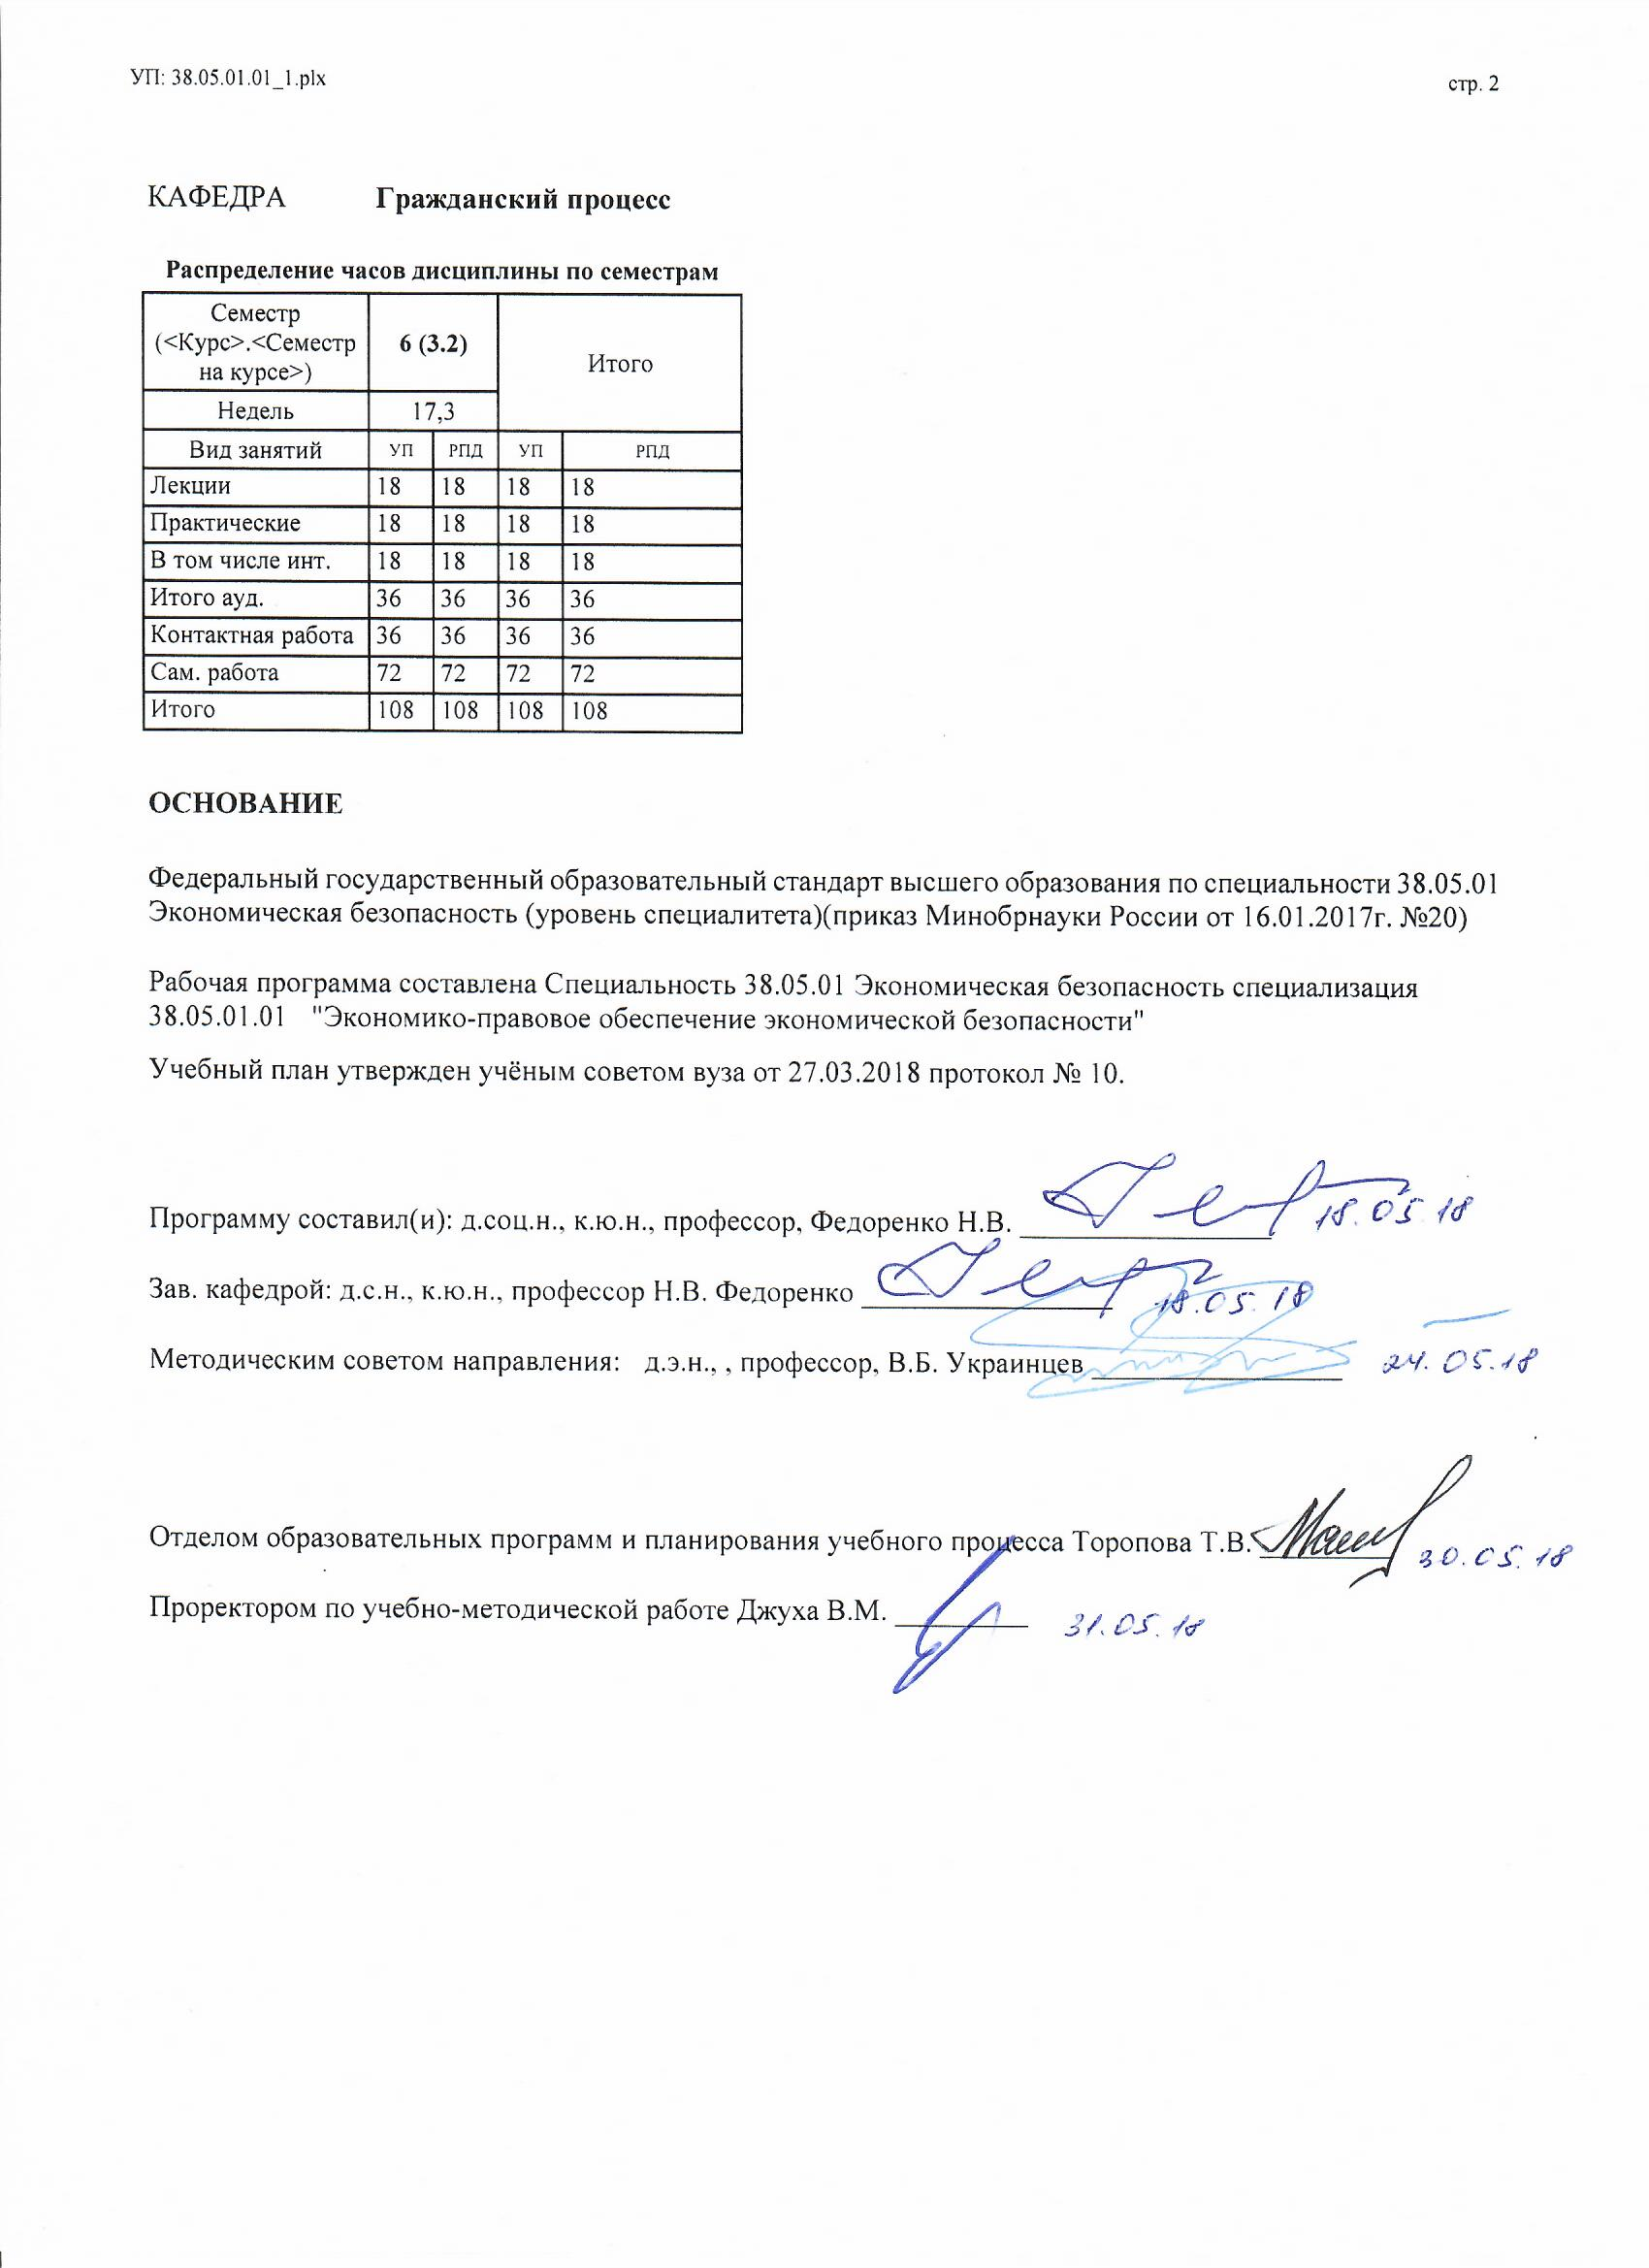 УП: 38.05.01.01_1.plx
стр. 2
КАФЕДРА Гражданский процесс
Распределение часов дисциплины по семестрам
Семестр
(<Курс>.<Семестр
на курсе>)
6 (3.2)
Итого
Недель 17,3
Вид занятий УП РПД УП РПД
Лекции 18 18 18 18
Практические 18 18 18 18
В том числе инт. 18 18 18 18
Итого ауд. 36 36 36 36
Контактная работа 36 36 36 36
Сам. работа 72 72 72 72
Итого 108 108 108 108
ОСНОВАНИЕ
Федеральный государственный образовательный стандарт высшего образования по специальности 38.05.01
Экономическая безопасность (уровень специалитета)(приказ Минобрнауки России от 16.01.2017г. №20)
Рабочая программа составлена Специальность 38.05.01 Экономическая безопасность специализация
38.05.01.01 "Экономико-правовое обеспечение экономической безопасности"
Учебный план утвержден учёным советом вуза от 27.03.2018 протокол № 10.
Программу составил(и): д.соц.н., к.ю.н., профессор, Федоренко Н.В. 18.05.18
Зав. кафедрой: д.с.н., к.ю.н., профессор Н.В. Федоренко 18.05.18
Методическим советом направления: д.э.н., , профессор, В.Б. Украинцев 24.05.18
Отделом образовательных программ и планирования учебного процесса Торопова Т.В. 30.05.18
Проректором по учебно-методической работе Джуха В.М. 31.05.18